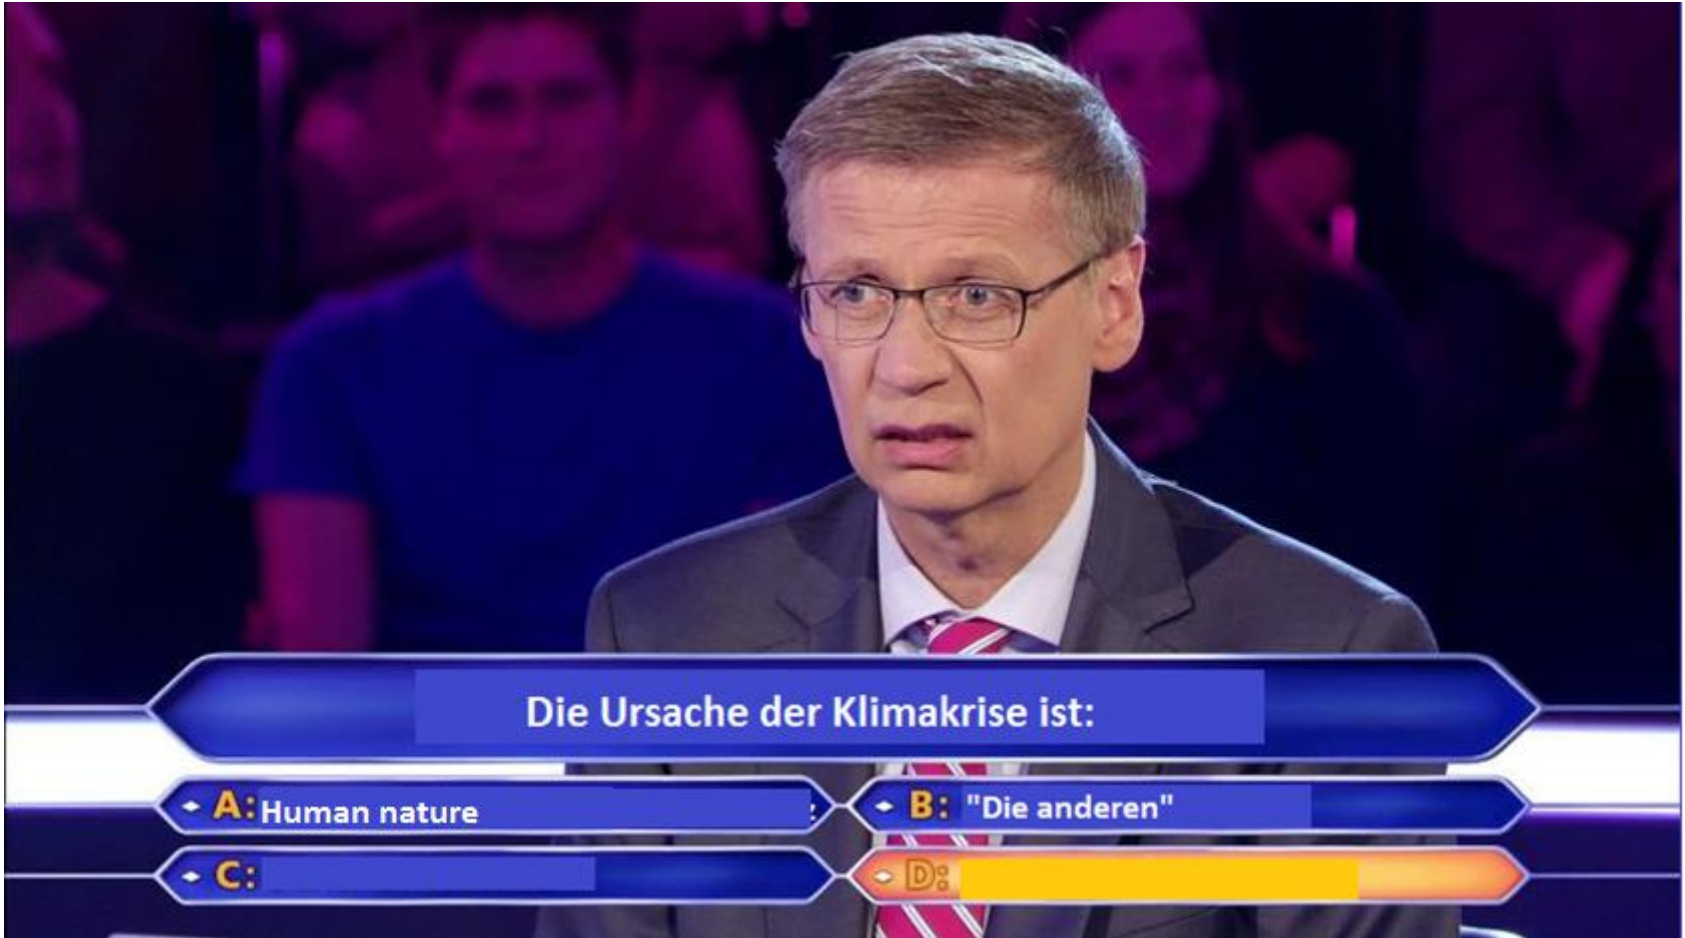 Die Ursache der Klimakrise ist:
A: Human nature
B: "Die anderen"
C:
D: